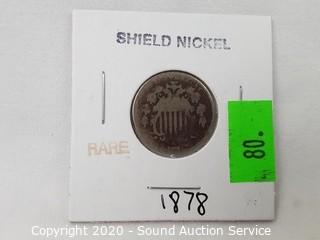 SHIELD NICKEL
RARE
80.
1878
Copyright 2020 - Sound Auction Service